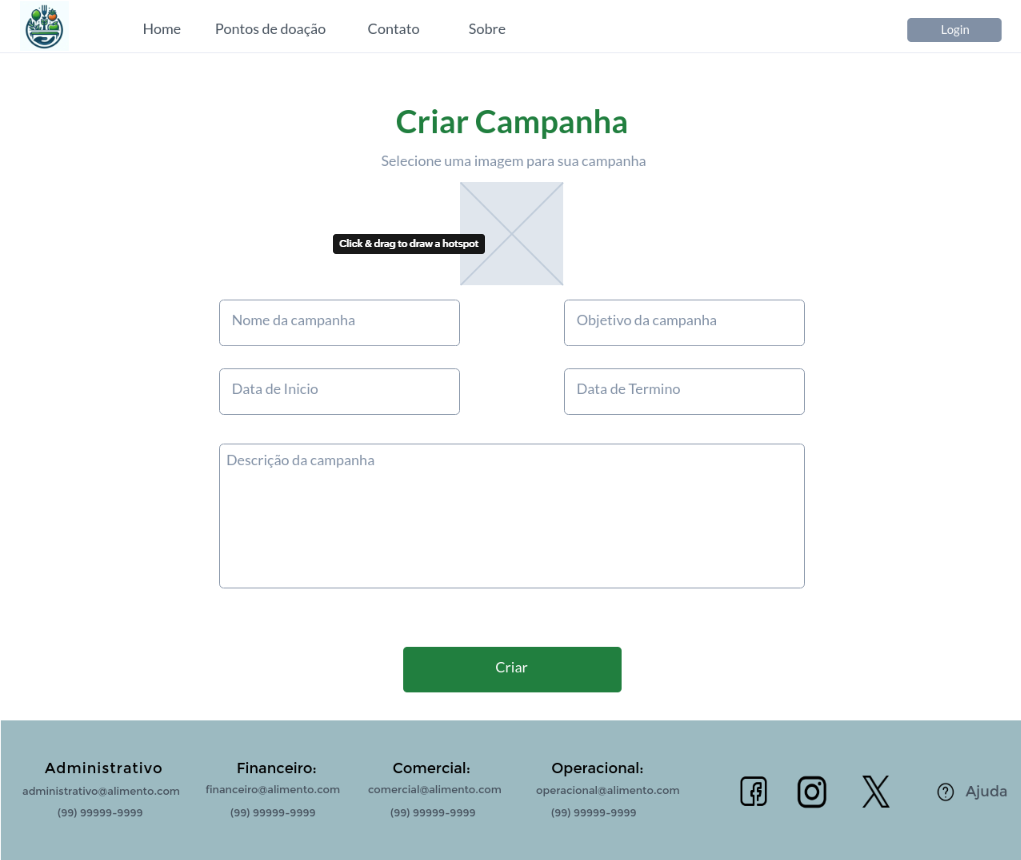 Home Pontos de doação Contato Sobre Login
Criar Campanha
Selecione uma imagem para sua campanha
Click & drag to draw a hotspot
Nome da campanha Objetivo da campanha
Data de Inicio Data de Termino
Descrição da campanha
Criar
Administrativo Financeiro: Comercial: Operacional:
administrativo@alimento.com financeiro@alimento.com comercial@alimento.com operacional@alimento.com
(99) 99999-9999 (99) 99999-9999 (99) 99999-9999 (99) 99999-9999
Ajuda